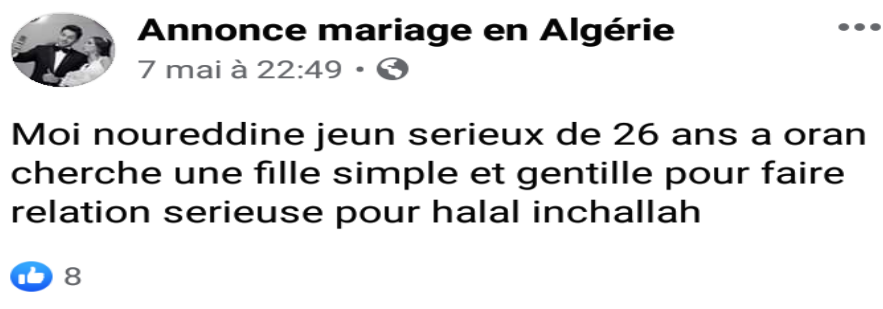 Annonce mariage en Algérie
7 mai à 22:49 ·
Moi noureddine jeun serieux de 26 ans a oran
cherche une fille simple et gentille pour faire
relation serieuse pour halal inchallah
8